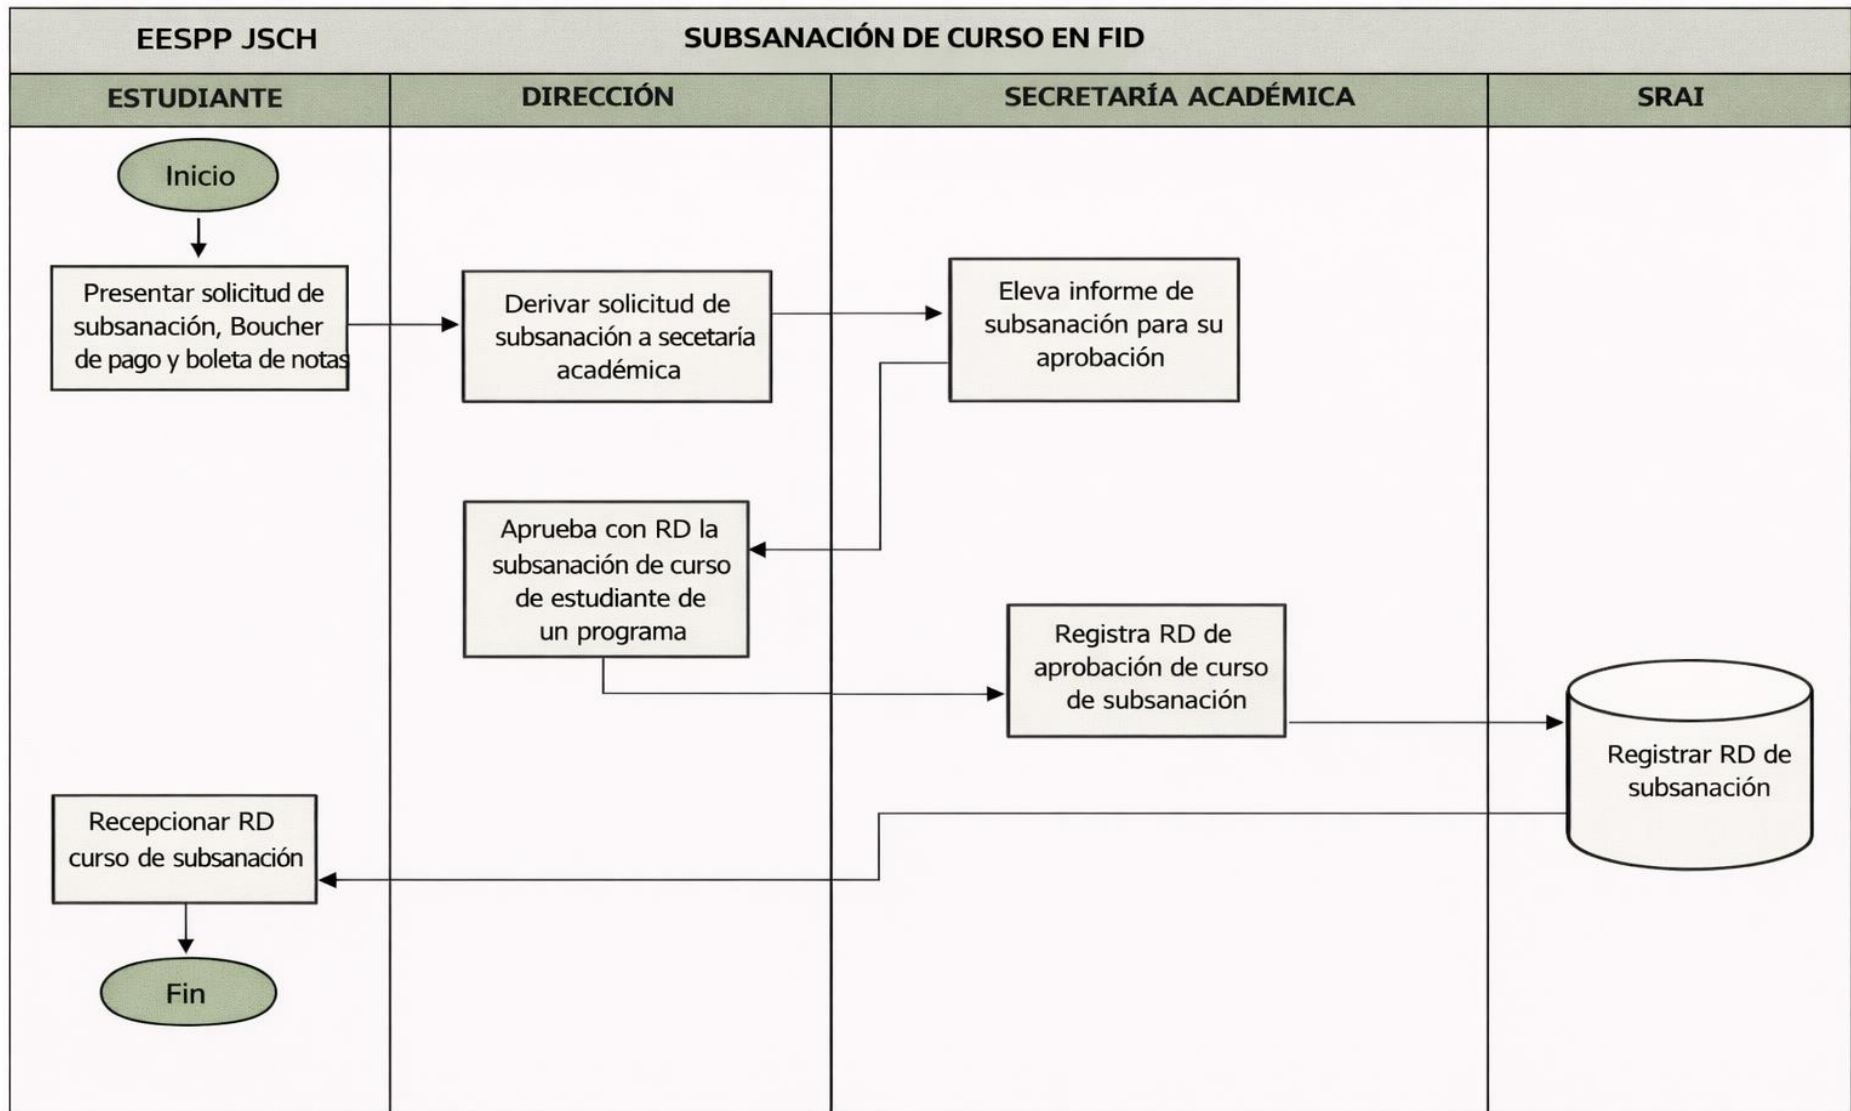 EESPP JSCH
SUBSANACIÓN DE CURSO EN FID
ESTUDIANTE
DIRECCIÓN
SECRETARÍA ACADÉMICA
SRAI
Inicio
Presentar solicitud de
subsanación, Boucher
de pago y boleta de notas
Derivar solicitud de
subsanación a secetaría
académica
Eleva informe de
subsanación para su
aprobación
Aprueba con RD la
subsanación de curso
de estudiante de
un programa
Registra RD de
aprobación de curso
de subsanación
Registrar RD de
subsanación
Recepcionar RD
curso de subsanación
Fin